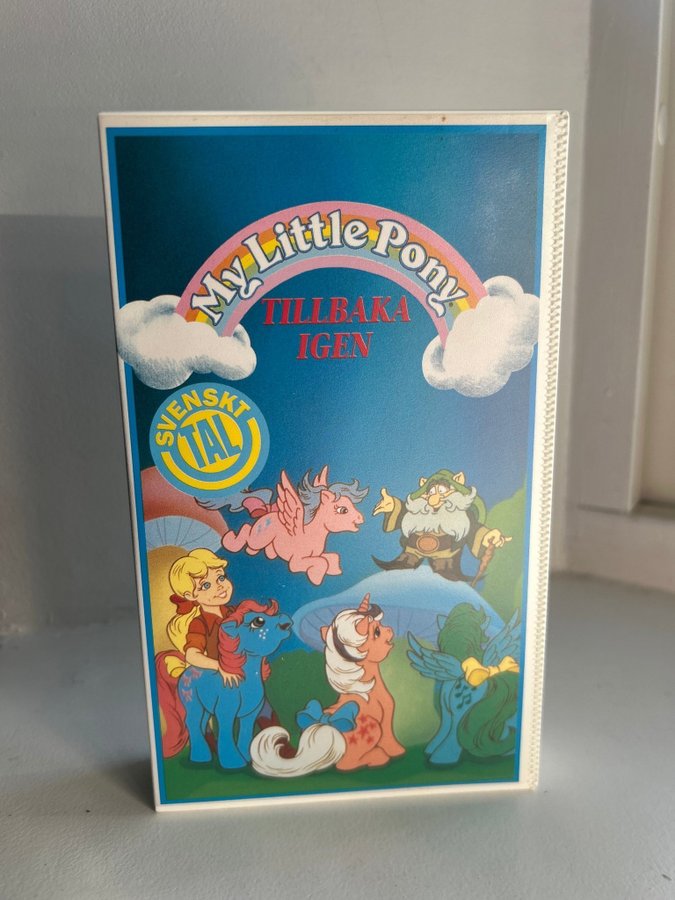 My Little Pony
TILLBAKA
IGEN
SVENSKT
TAL